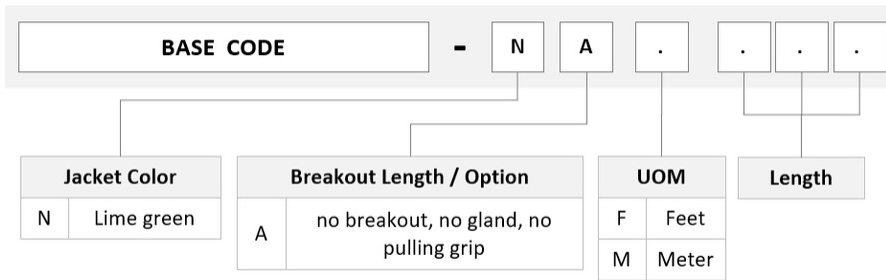 BASE CODE - N A . . . .
Jacket Color
N Lime green
Breakout Length / Option
A no breakout, no gland, no
pulling grip
UOM
F Feet
M Meter
Length